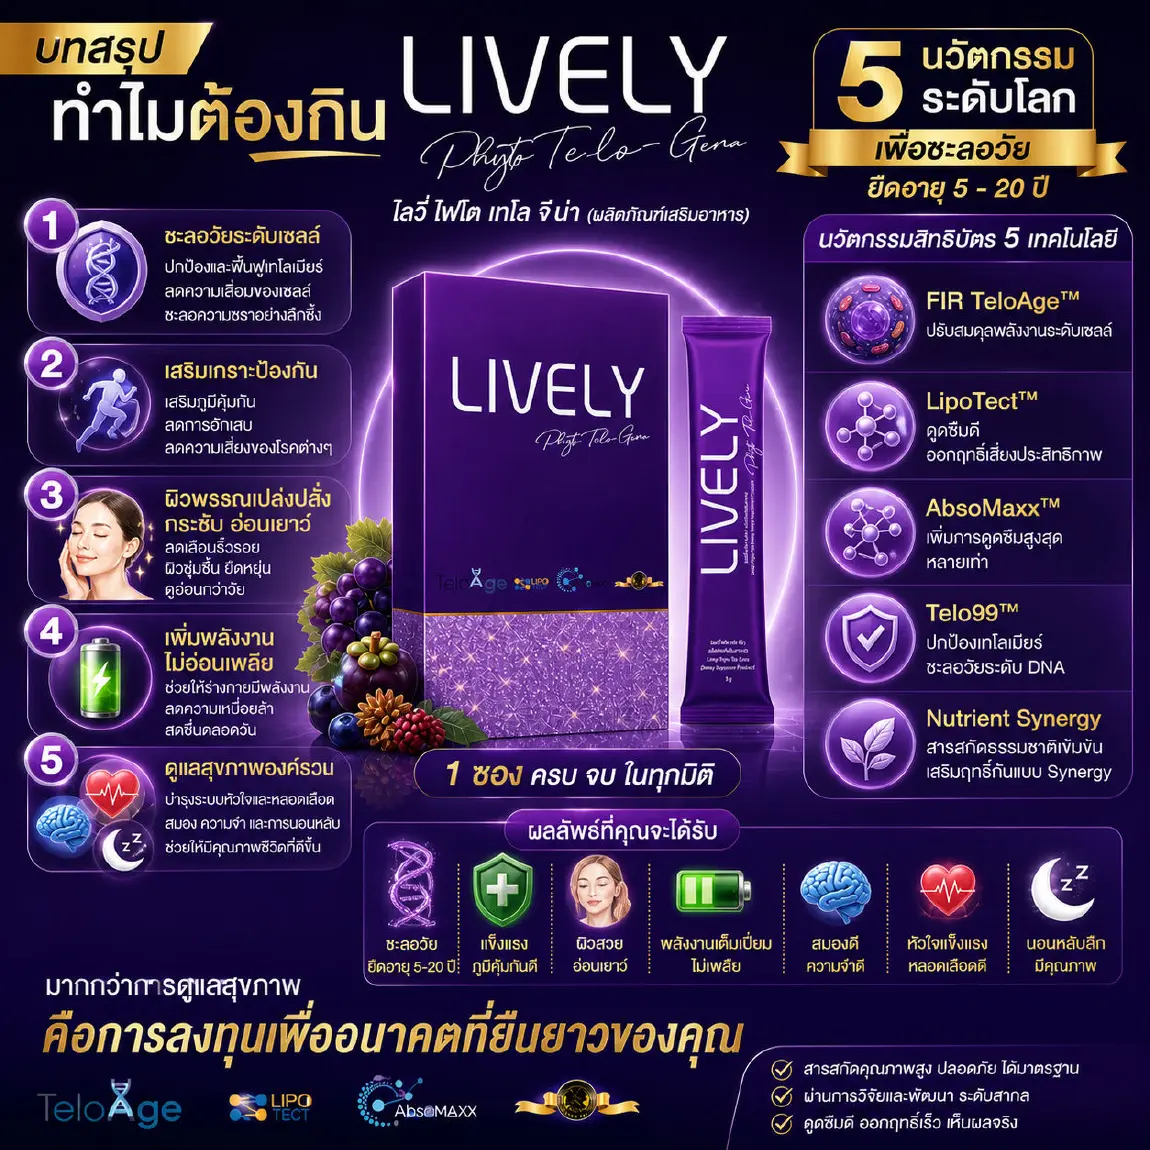 บทสรุป
ทำไมต้องกิน
LIVELY
Phyto Telo-Gena
ไลวี่ ไฟโต เทโล จีน่า (ผลิตภัณฑ์เสริมอาหาร)
5 นวัตกรรม
ระดับโลก
เพื่อชะลอวัย
ยืดอายุ 5 - 20 ปี
1
ชะลอวัยระดับเซลล์
ปกป้องและฟื้นฟูเทโลเมียร์
ลดความเสื่อมของเซลล์
ชะลอความชราอย่างลึกซึ้ง
2
เสริมเกราะป้องกัน
เสริมภูมิคุ้มกัน
ลดการอักเสบ
ลดความเสี่ยงของโรคต่างๆ
3
ผิวพรรณเปล่งปลั่ง
กระชับ อ่อนเยาว์
ลดเลือนริ้วรอย
ผิวชุ่มชื้น ยืดหยุ่น
ดูอ่อนกว่าวัย
4
เพิ่มพลังงาน
ไม่อ่อนเพลีย
ช่วยให้ร่างกายมีพลังงาน
ลดความเหนื่อยล้า
สดชื่นตลอดวัน
5
ดูแลสุขภาพองค์รวม
บำรุงระบบหัวใจและหลอดเลือด
สมอง ความจำ และการนอนหลับ
ช่วยให้มีคุณภาพชีวิตที่ดีขึ้น
z z
LIVELY
Phyto Telo-Gena
TeloAge LIPO TECT
LIVELY
Phyto Telo-Gena
3 g
นวัตกรรมสิทธิบัตร 5 เทคโนโลยี
FIR TeloAge™
ปรับสมดุลพลังงานระดับเซลล์
LipoTect™
ดูดซึมดี
ออกฤทธิ์เสี่ยงประสิทธิภาพ
AbsoMaxx™
เพิ่มการดูดซึมสูงสุด
หลายเท่า
Telo99™
ปกป้องเทโลเมียร์
ชะลอวัยระดับ DNA
Nutrient Synergy
สารสกัดธรรมชาติเข้มข้น
เสริมฤทธิ์กันแบบ Synergy
1 ซอง ครบ จบ ในทุกมิติ
ผลลัพธ์ที่คุณจะได้รับ
z z
ชะลอวัย
ยืดอายุ 5-20 ปี
แข็งแรง
ภูมิคุ้มกันดี
ผิวสวย
อ่อนเยาว์
พลังงานเต็มเปี่ยม
ไม่เพลีย
สมองดี
ความจำดี
หัวใจแข็งแรง
หลอดเลือดดี
นอนหลับลึก
มีคุณภาพ
มากกว่าการดูแลสุขภาพ
คือการลงทุนเพื่ออนาคตที่ยืนยาวของคุณ
TeloAge
LIPO
TECT
AbsoMAXX
สารสกัดคุณภาพสูง ปลอดภัย ได้มาตรฐาน
ผ่านการวิจัยและพัฒนา ระดับสากล
ดูดซึมดี ออกฤทธิ์เร็ว เห็นผลจริง